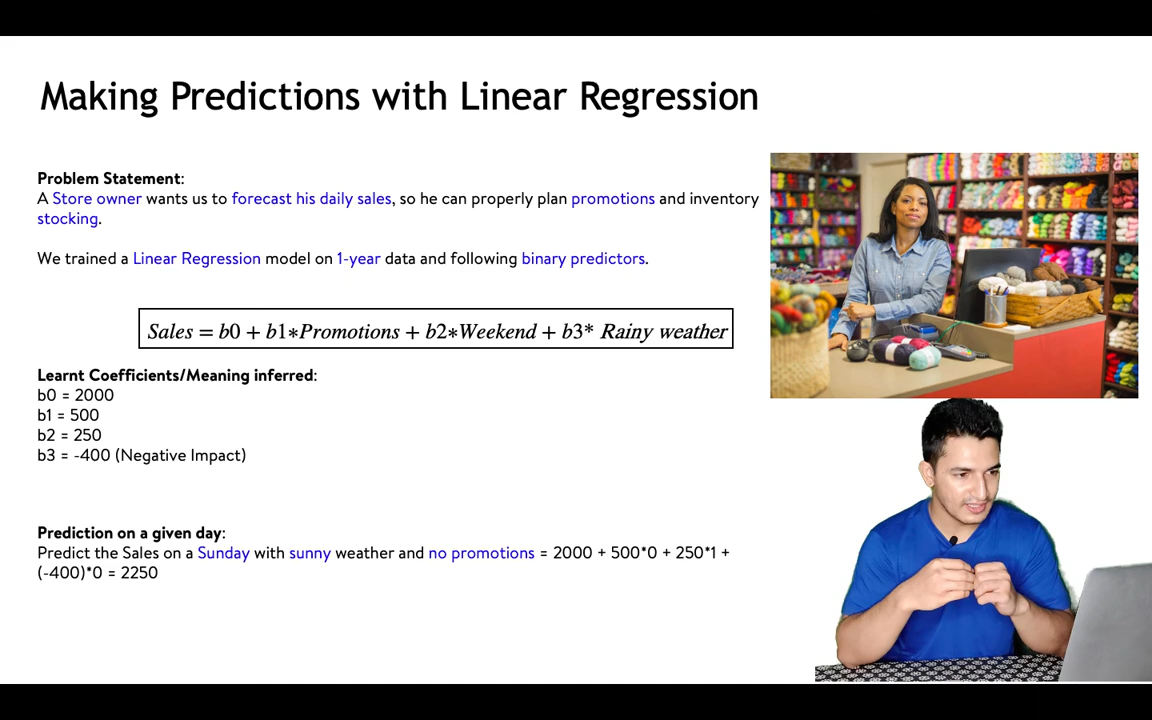 Making Predictions with Linear Regression
Problem Statement:
A Store owner wants us to forecast his daily sales, so he can properly plan promotions and inventory
stocking.
We trained a Linear Regression model on 1-year data and following binary predictors.
Sales = b0 + b1*Promotions + b2*Weekend + b3* Rainy weather
Learnt Coefficients/Meaning inferred:
b0 = 2000
b1 = 500
b2 = 250
b3 = -400 (Negative Impact)
Prediction on a given day:
Predict the Sales on a Sunday with sunny weather and no promotions = 2000 + 500*0 + 250*1 +
(-400)*0 = 2250